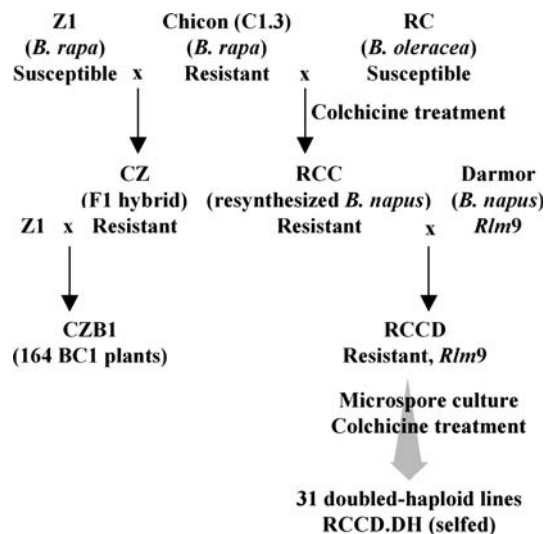 Z1 Chicon (C1.3) RC
(B. rapa) (B. rapa) (B. oleracea)
Susceptible x Resistant x Susceptible
Colchicine treatment
CZ RCC Darmor
(F1 hybrid) (resynthesized B. napus) (B. napus)
Z1 x Resistant Resistant x Rlm9
CZB1 RCCD
(164 BC1 plants) Resistant, Rlm9
Microspore culture
Colchicine treatment
31 doubled-haploid lines
RCCD.DH (selfed)